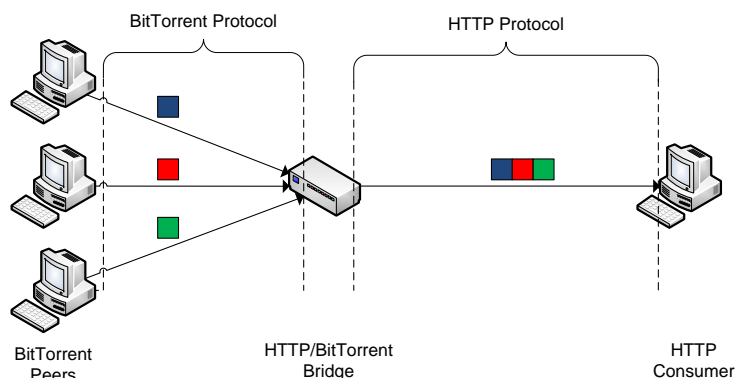 BitTorrent Protocol
HTTP Protocol
BitTorrent
Peers
HTTP/BitTorrent
Bridge
HTTP
Consumer